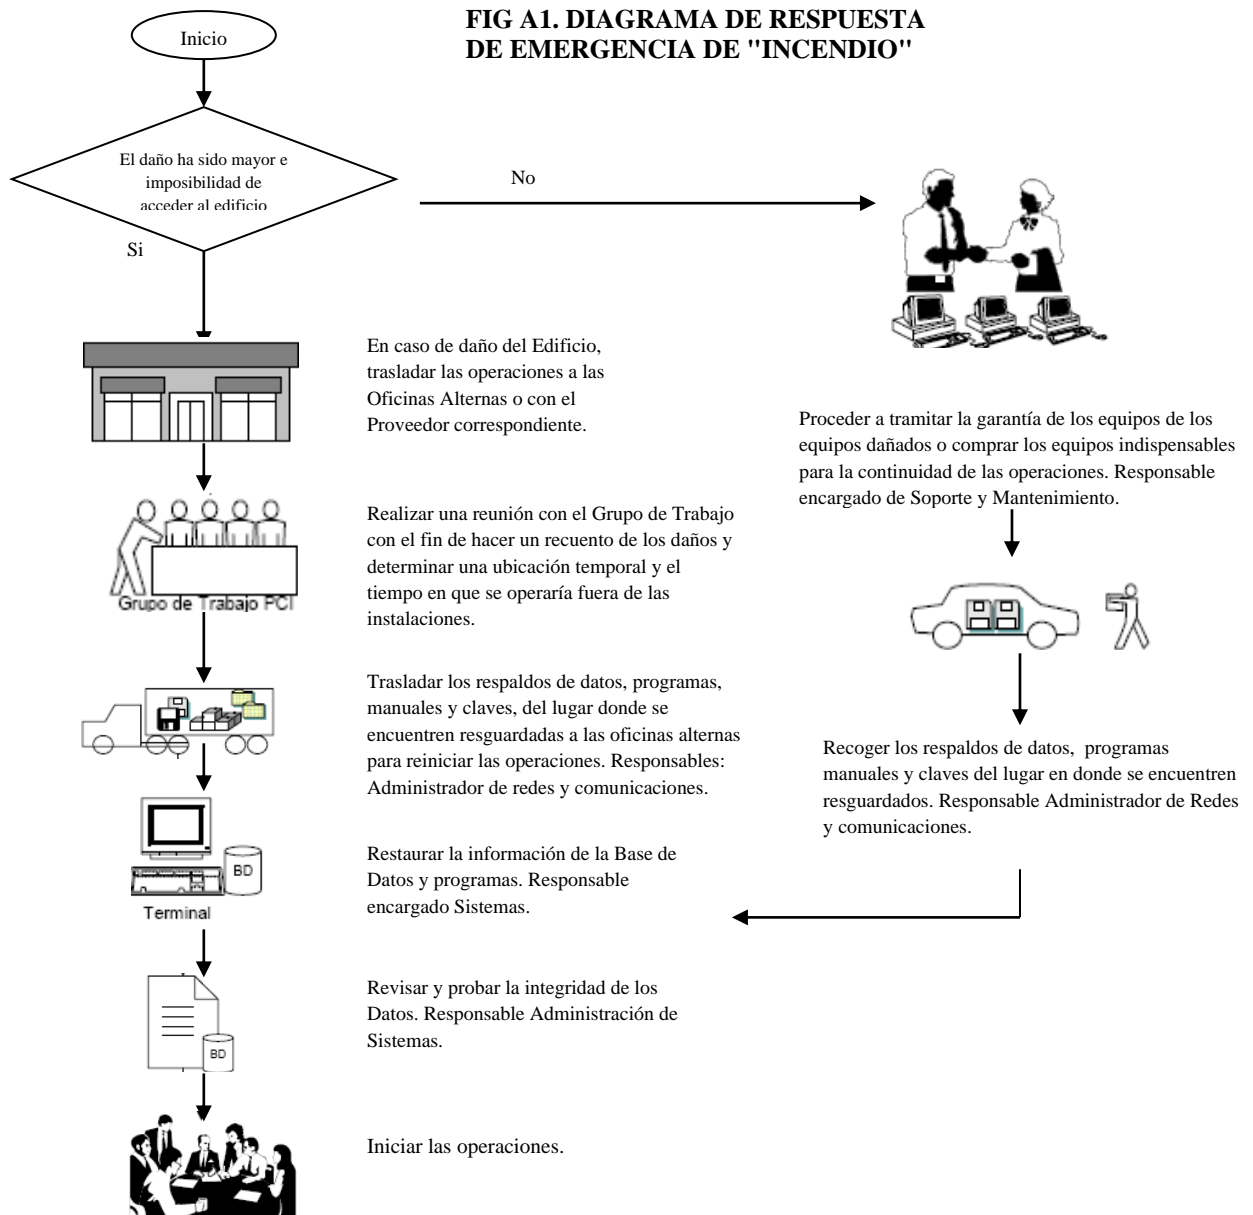 FIG A1. DIAGRAMA DE RESPUESTA
DE EMERGENCIA DE "INCENDIO"
Inicio
El daño ha sido mayor e
imposibilidad de
acceder al edificio
No
Si
En caso de daño del Edificio,
trasladar las operaciones a las
Oficinas Alternas o con el
Proveedor correspondiente.
Proceder a tramitar la garantía de los equipos de los
equipos dañados o comprar los equipos indispensables
para la continuidad de las operaciones. Responsable
encargado de Soporte y Mantenimiento.
Grupo de Trabajo PCI
Realizar una reunión con el Grupo de Trabajo
con el fin de hacer un recuento de los daños y
determinar una ubicación temporal y el
tiempo en que se operaría fuera de las
instalaciones.
Trasladar los respaldos de datos, programas,
manuales y claves, del lugar donde se
encuentren resguardadas a las oficinas alternas
para reiniciar las operaciones. Responsables:
Administrador de redes y comunicaciones.
Recoger los respaldos de datos, programas
manuales y claves del lugar en donde se encuentren
resguardados. Responsable Administrador de Redes
y comunicaciones.
BD
Terminal
Restaurar la información de la Base de
Datos y programas. Responsable
encargado Sistemas.
BD
Revisar y probar la integridad de los
Datos. Responsable Administración de
Sistemas.
Iniciar las operaciones.